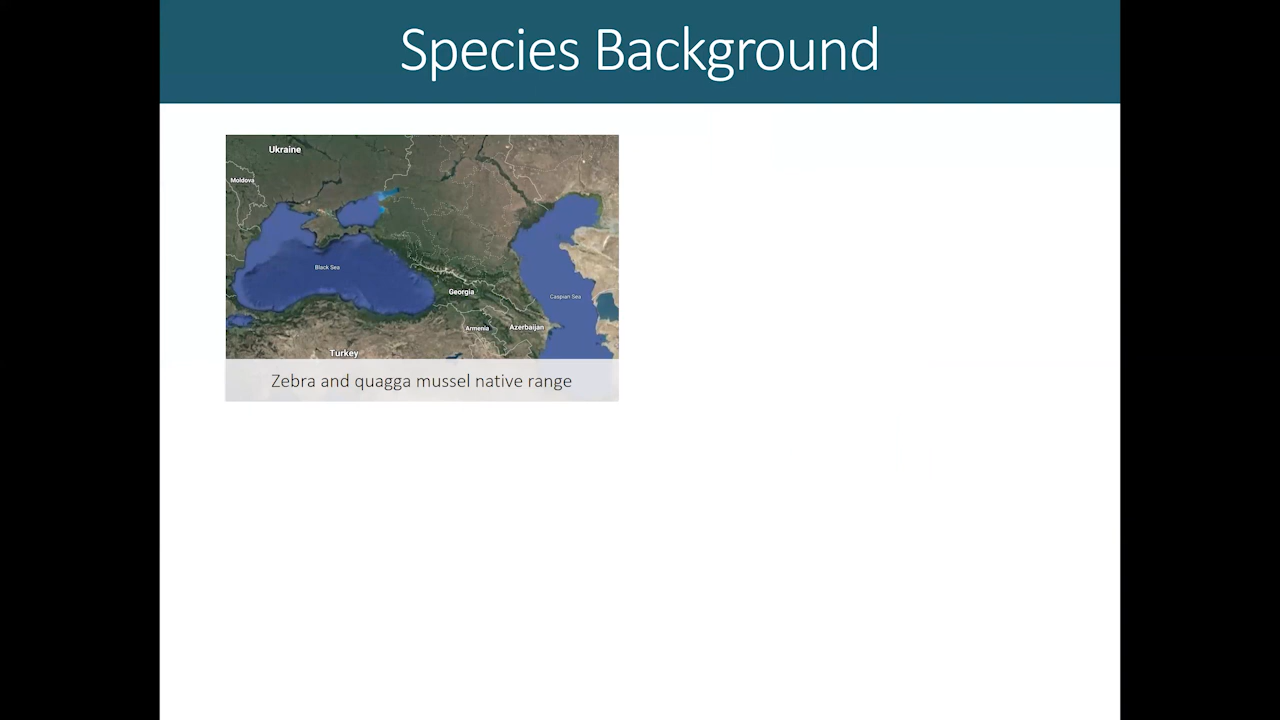 Species Background
Ukraine
Moldova
Black Sea
Georgia
Caspian Sea
Armenia
Azerbaijan
Turkey
Zebra and quagga mussel native range